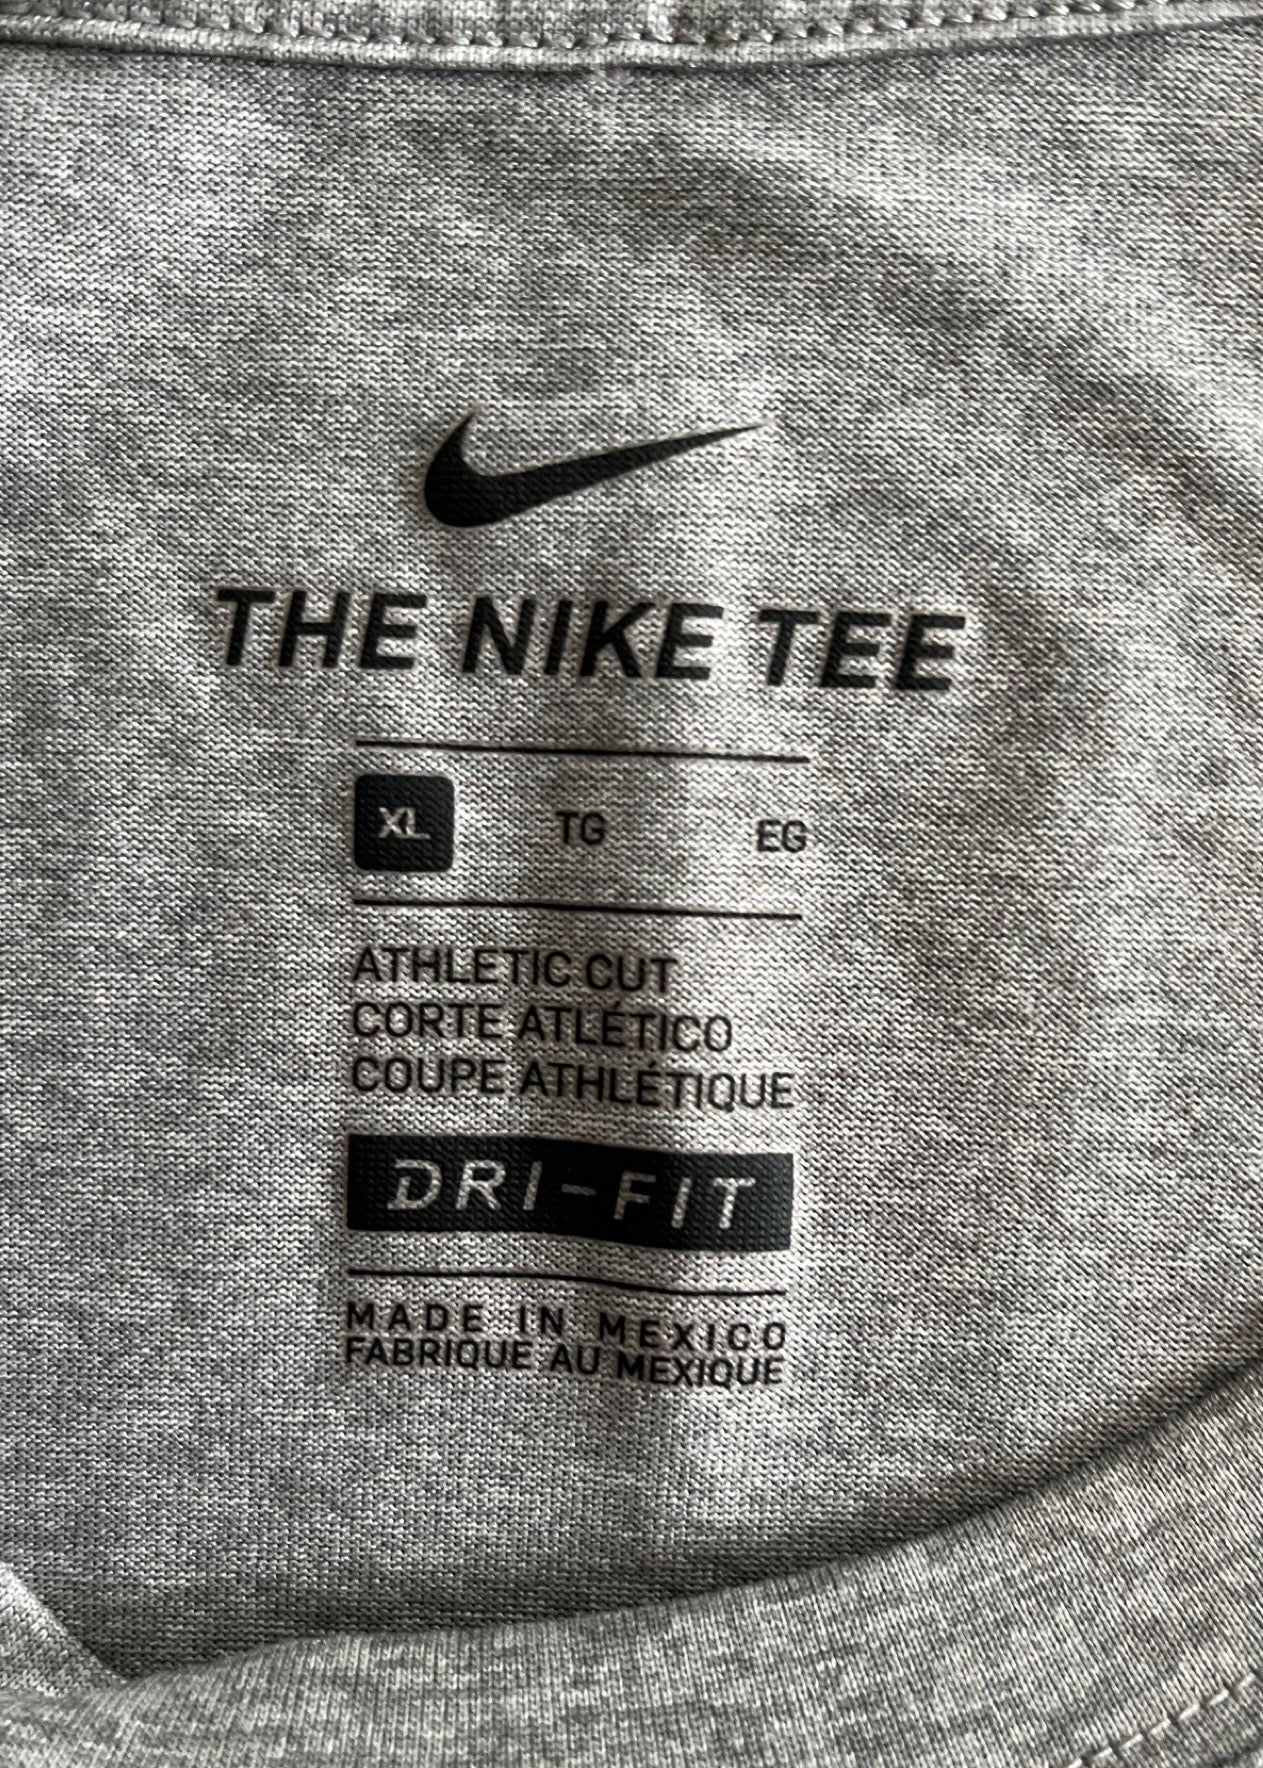 THE NIKE TEE
XL TG EG
ATHLETIC CUT
CORTE ATLÉTICO
COUPE ATHLÉTIQUE
DRI-FIT
MADE IN MEXICO
FABRIQUE AU MEXIQUE